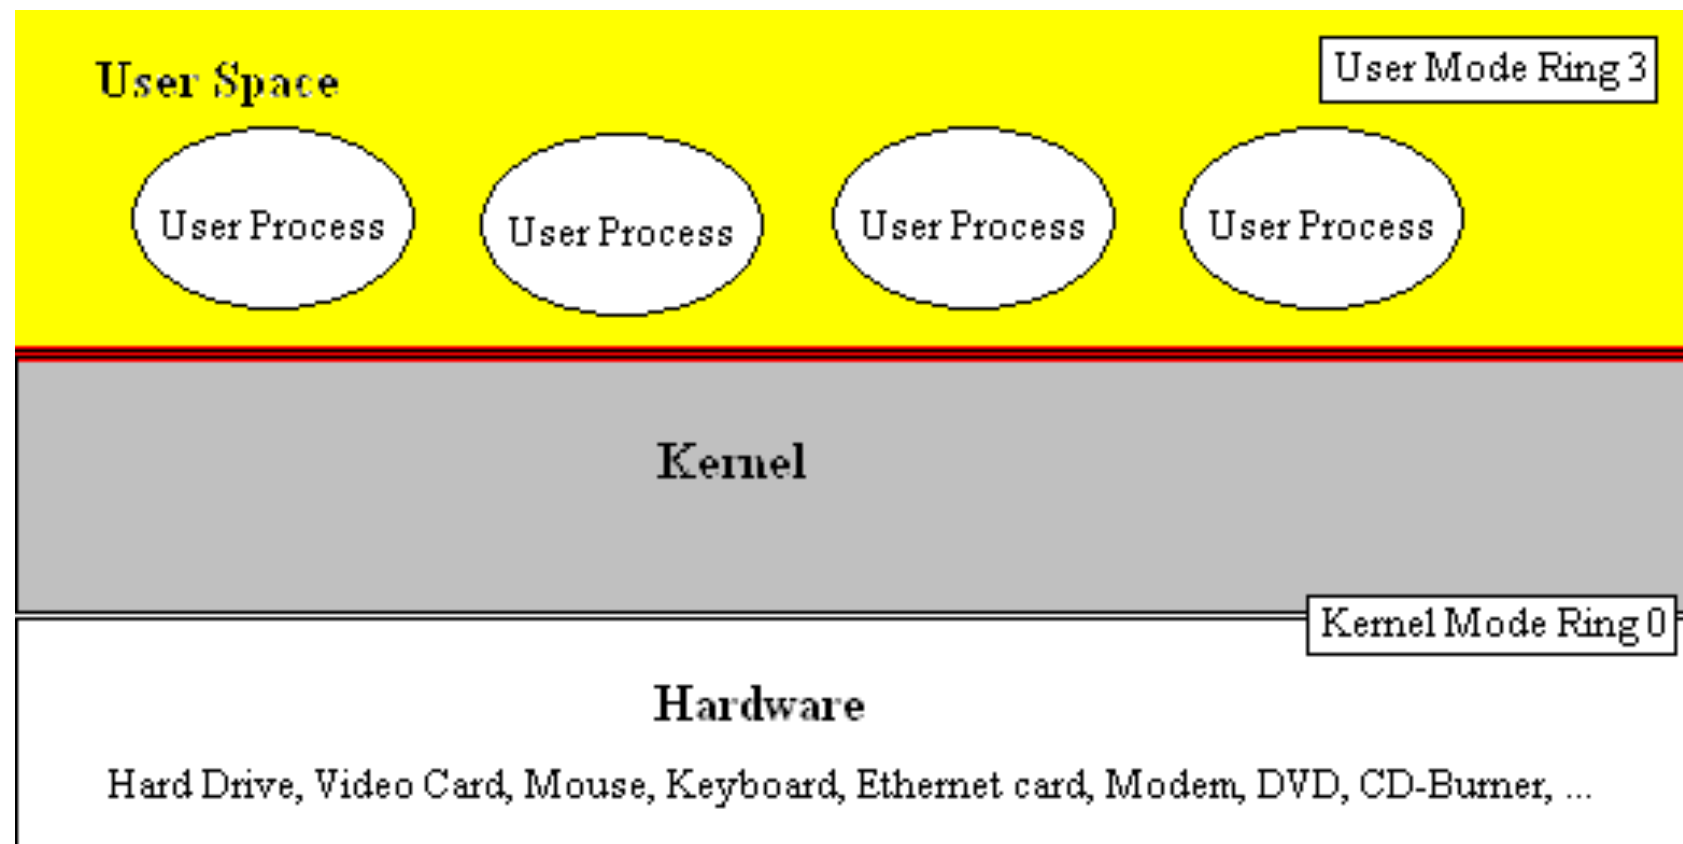 User Space
User Mode Ring 3
User Process
User Process
User Process
User Process
Kernel
Kernel Mode Ring 0
Hardware
Hard Drive, Video Card, Mouse, Keyboard, Ethernet card, Modem, DVD, CD-Burner, ...